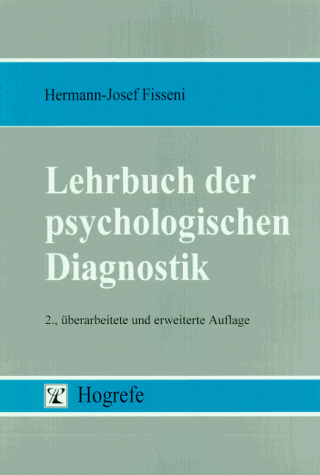 Hermann-Josef Fisseni
Lehrbuch der
psychologischen
Diagnostik
2., überarbeitete und erweiterte Auflage
Hogrefe